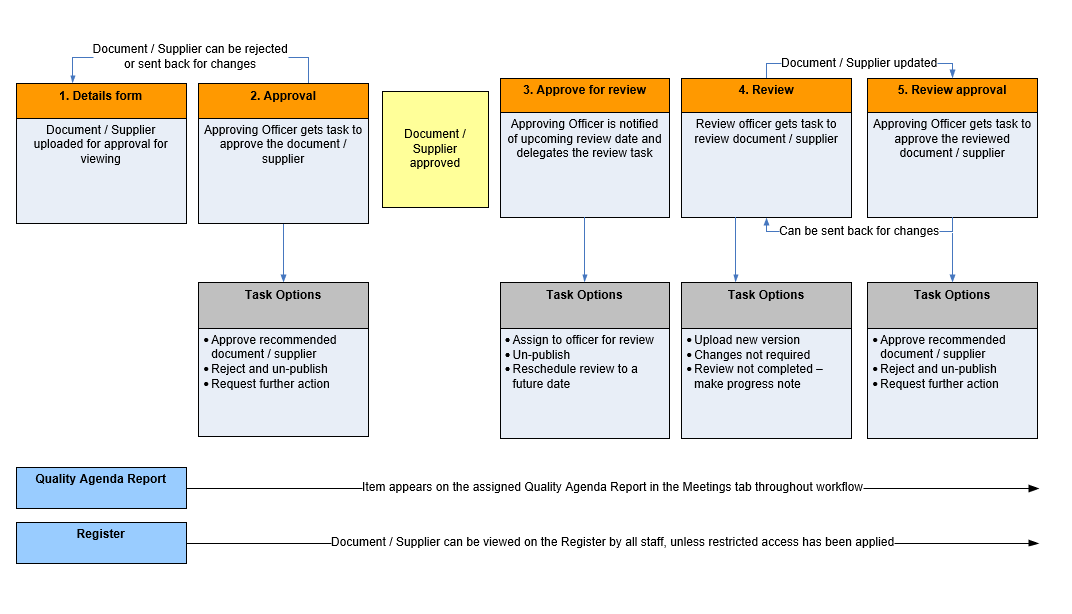 Document / Supplier can be rejected
or sent back for changes
Document / Supplier updated
1. Details form
Document / Supplier
uploaded for approval for
viewing
2. Approval
Approving Officer gets task to
approve the document /
supplier
Document /
Supplier
approved
3. Approve for review
Approving Officer is notified
of upcoming review date and
delegates the review task
4. Review
Review officer gets task to
review document / supplier
5. Review approval
Approving Officer gets task to
approve the reviewed
document / supplier
Can be sent back for changes
Task Options
• Approve recommended
document / supplier
• Reject and un-publish
• Request further action
Task Options
• Assign to officer for review
• Un-publish
• Reschedule review to a
future date
Task Options
• Upload new version
• Changes not required
• Review not completed –
make progress note
Task Options
• Approve recommended
document / supplier
• Reject and un-publish
• Request further action
Quality Agenda Report
Item appears on the assigned Quality Agenda Report in the Meetings tab throughout workflow
Register
Document / Supplier can be viewed on the Register by all staff, unless restricted access has been applied